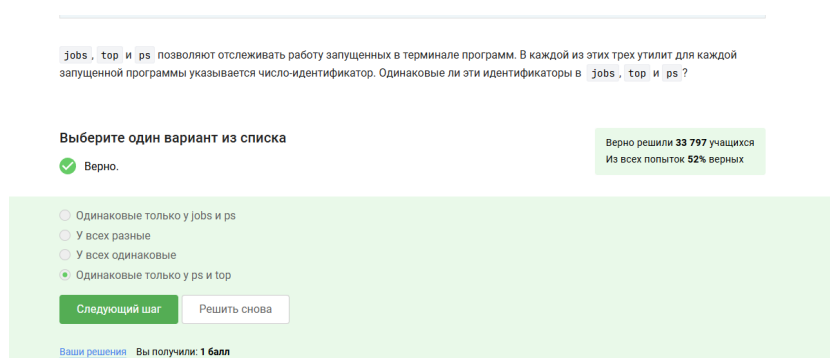 jobs, top и ps позволяют отслеживать работу запущенных в терминале программ. В каждой из этих трех утилит для каждой
запущенной программы указывается число-идентификатор. Одинаковые ли эти идентификаторы в jobs, top и ps?
Выберите один вариант из списка
Верно.
Верно решили 33 797 учащихся
Из всех попыток 52% верных
Одинаковые только у jobs и ps
У всех разные
У всех одинаковые
Одинаковые только у ps и top
Следующий шаг Решить снова
Ваши решения Вы получили: 1 балл